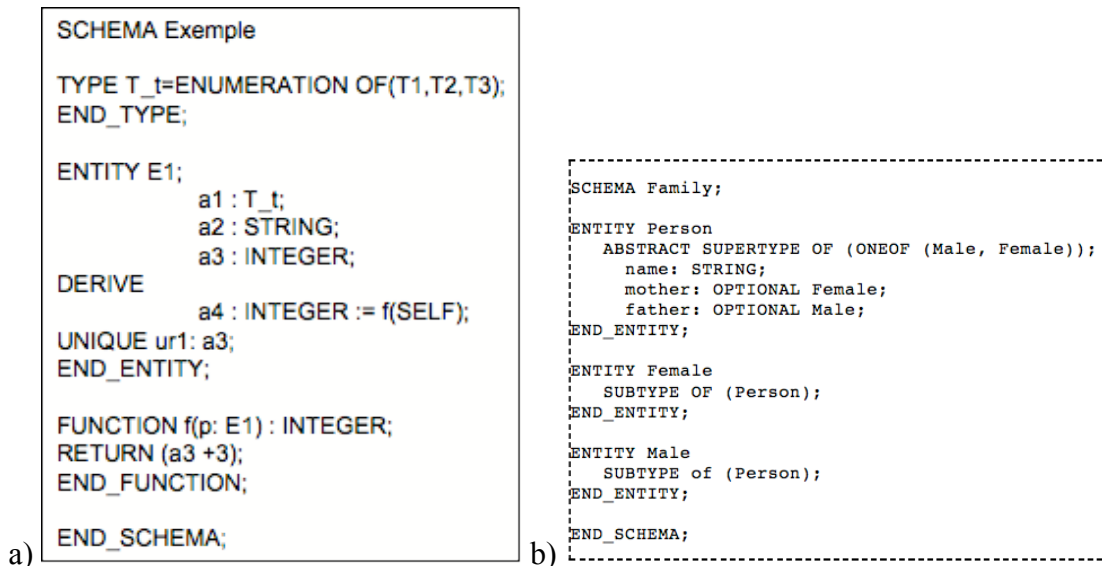 SCHEMA Exemple
TYPE T_t=ENUMERATION OF(T1,T2,T3);
END_TYPE;
ENTITY E1;
a1 : T_t;
a2 : STRING;
a3 : INTEGER;
DERIVE
a4 : INTEGER := f(SELF);
UNIQUE ur1: a3;
END_ENTITY;
FUNCTION f(p: E1) : INTEGER;
RETURN (a3 +3);
END_FUNCTION;
END_SCHEMA;
a)
SCHEMA Family;
ENTITY Person
ABSTRACT SUPERTYPE OF (ONEOF (Male, Female));
name: STRING;
mother: OPTIONAL Female;
father: OPTIONAL Male;
END_ENTITY;
ENTITY Female
SUBTYPE OF (Person);
END_ENTITY;
ENTITY Male
SUBTYPE of (Person);
END_ENTITY;
END_SCHEMA;
b)